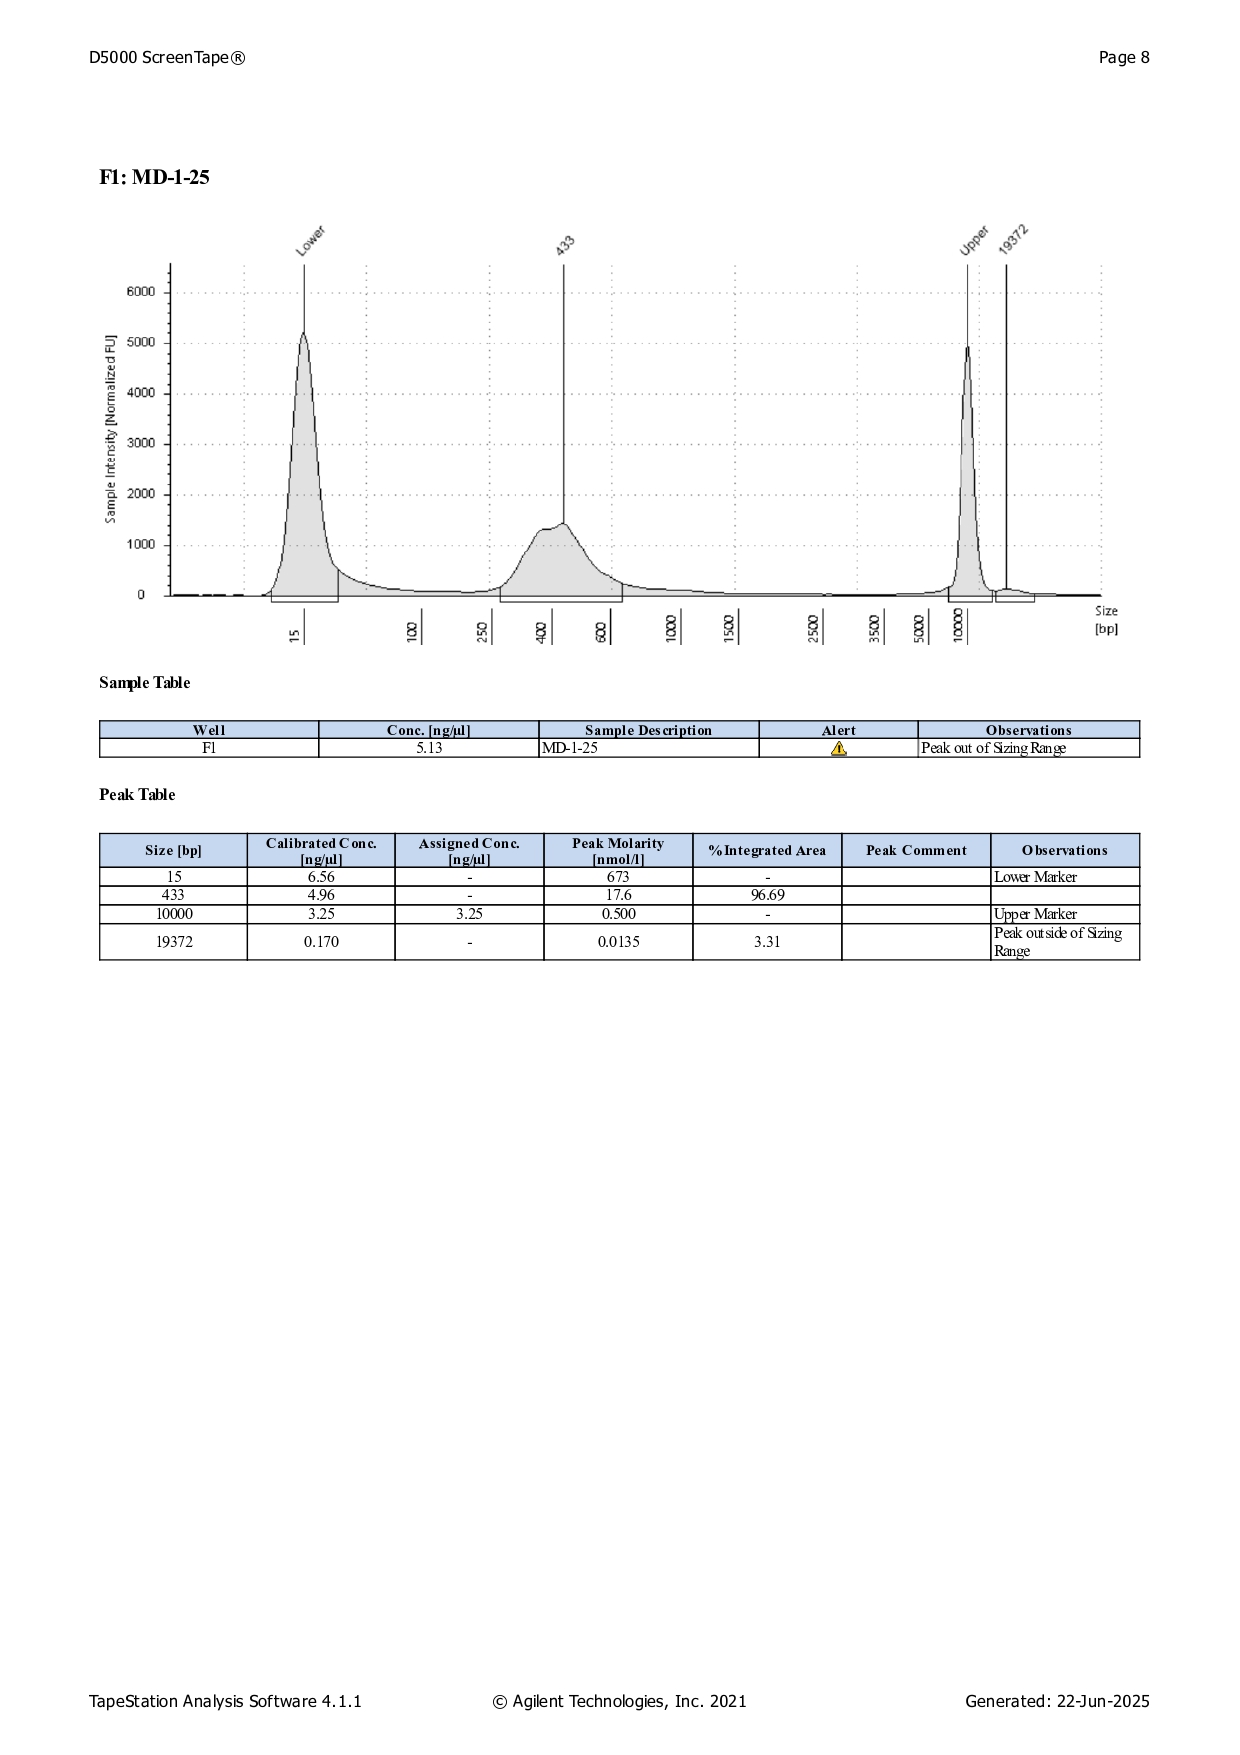 D5000 ScreenTape® Page 8
F1: MD-1-25
Lower 433 Upper 19372
Sample Intensity [Normalized FU]
6000
5000
4000
3000
2000
1000
0
15 100 250 400 600 1000 1500 2500 3500 5000 10000
Size
[bp]
Sample Table
Well Conc. [ng/µl] Sample Description Alert Observations
F1 5.13 MD-1-25 Peak out of Sizing Range
Peak Table
Size [bp] Calibrated Conc. [ng/µl] Assigned Conc. [ng/µl] Peak Molarity [nmol/l] % Integrated Area Peak Comment Observations
15 6.56 - 673 - Lower Marker
433 4.96 - 17.6 96.69
10000 3.25 3.25 0.500 - Upper Marker
19372 0.170 - 0.0135 3.31 Peak outside of Sizing Range
TapeStation Analysis Software 4.1.1 © Agilent Technologies, Inc. 2021 Generated: 22-Jun-2025